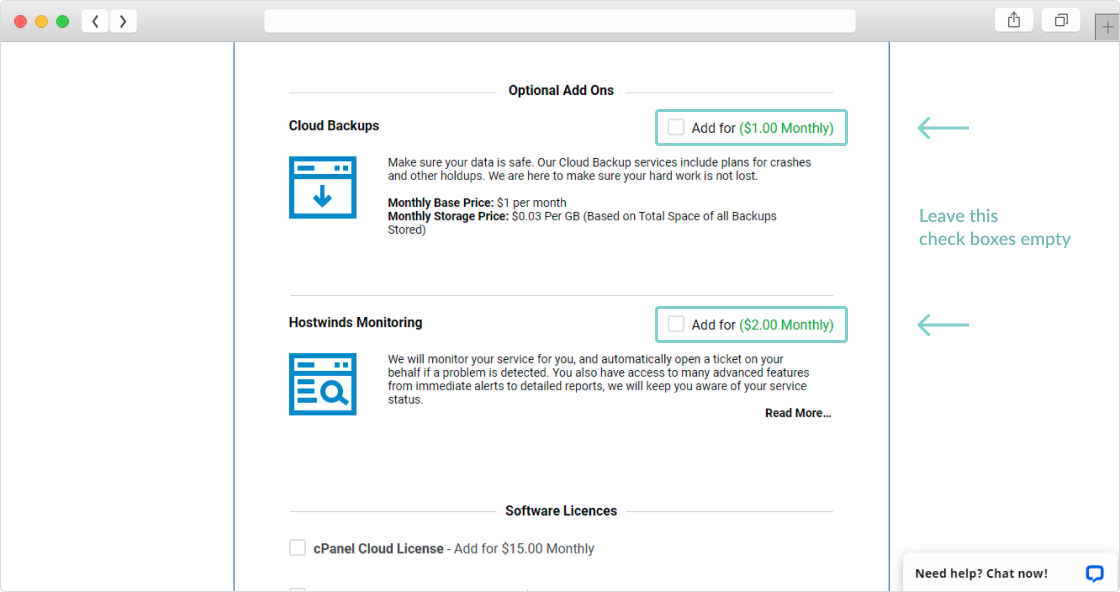 Optional Add Ons
Cloud Backups
Add for ($1.00 Monthly)
Make sure your data is safe. Our Cloud Backup services include plans for crashes
and other holdups. We are here to make sure your hard work is not lost.
Monthly Base Price: $1 per month
Monthly Storage Price: $0.03 Per GB (Based on Total Space of all Backups
Stored)
Leave this
check boxes empty
Hostwinds Monitoring
Add for ($2.00 Monthly)
We will monitor your service for you, and automatically open a ticket on your
behalf if a problem is detected. You also have access to many advanced features
from immediate alerts to detailed reports, we will keep you aware of your service
status.
Read More...
Software Licences
cPanel Cloud License - Add for $15.00 Monthly
Need help? Chat now!